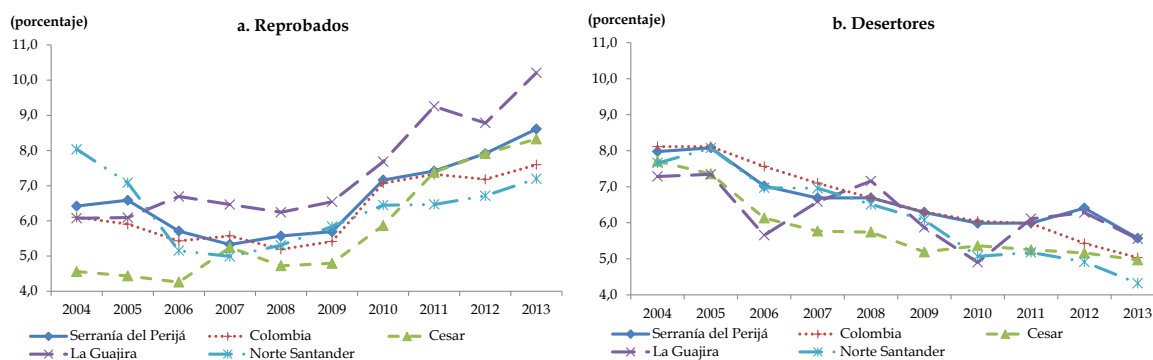 (porcentaje)
a. Reprobados
11,0
10,0
9,0
8,0
7,0
6,0
5,0
4,0
2004 2005 2006 2007 2008 2009 2010 2011 2012 2013
Serranía del Perijá Colombia Cesar
La Guajira Norte Santander
(porcentaje)
b. Desertores
11,0
10,0
9,0
8,0
7,0
6,0
5,0
4,0
2004 2005 2006 2007 2008 2009 2010 2011 2012 2013
Serranía del Perijá Colombia Cesar
La Guajira Norte Santander